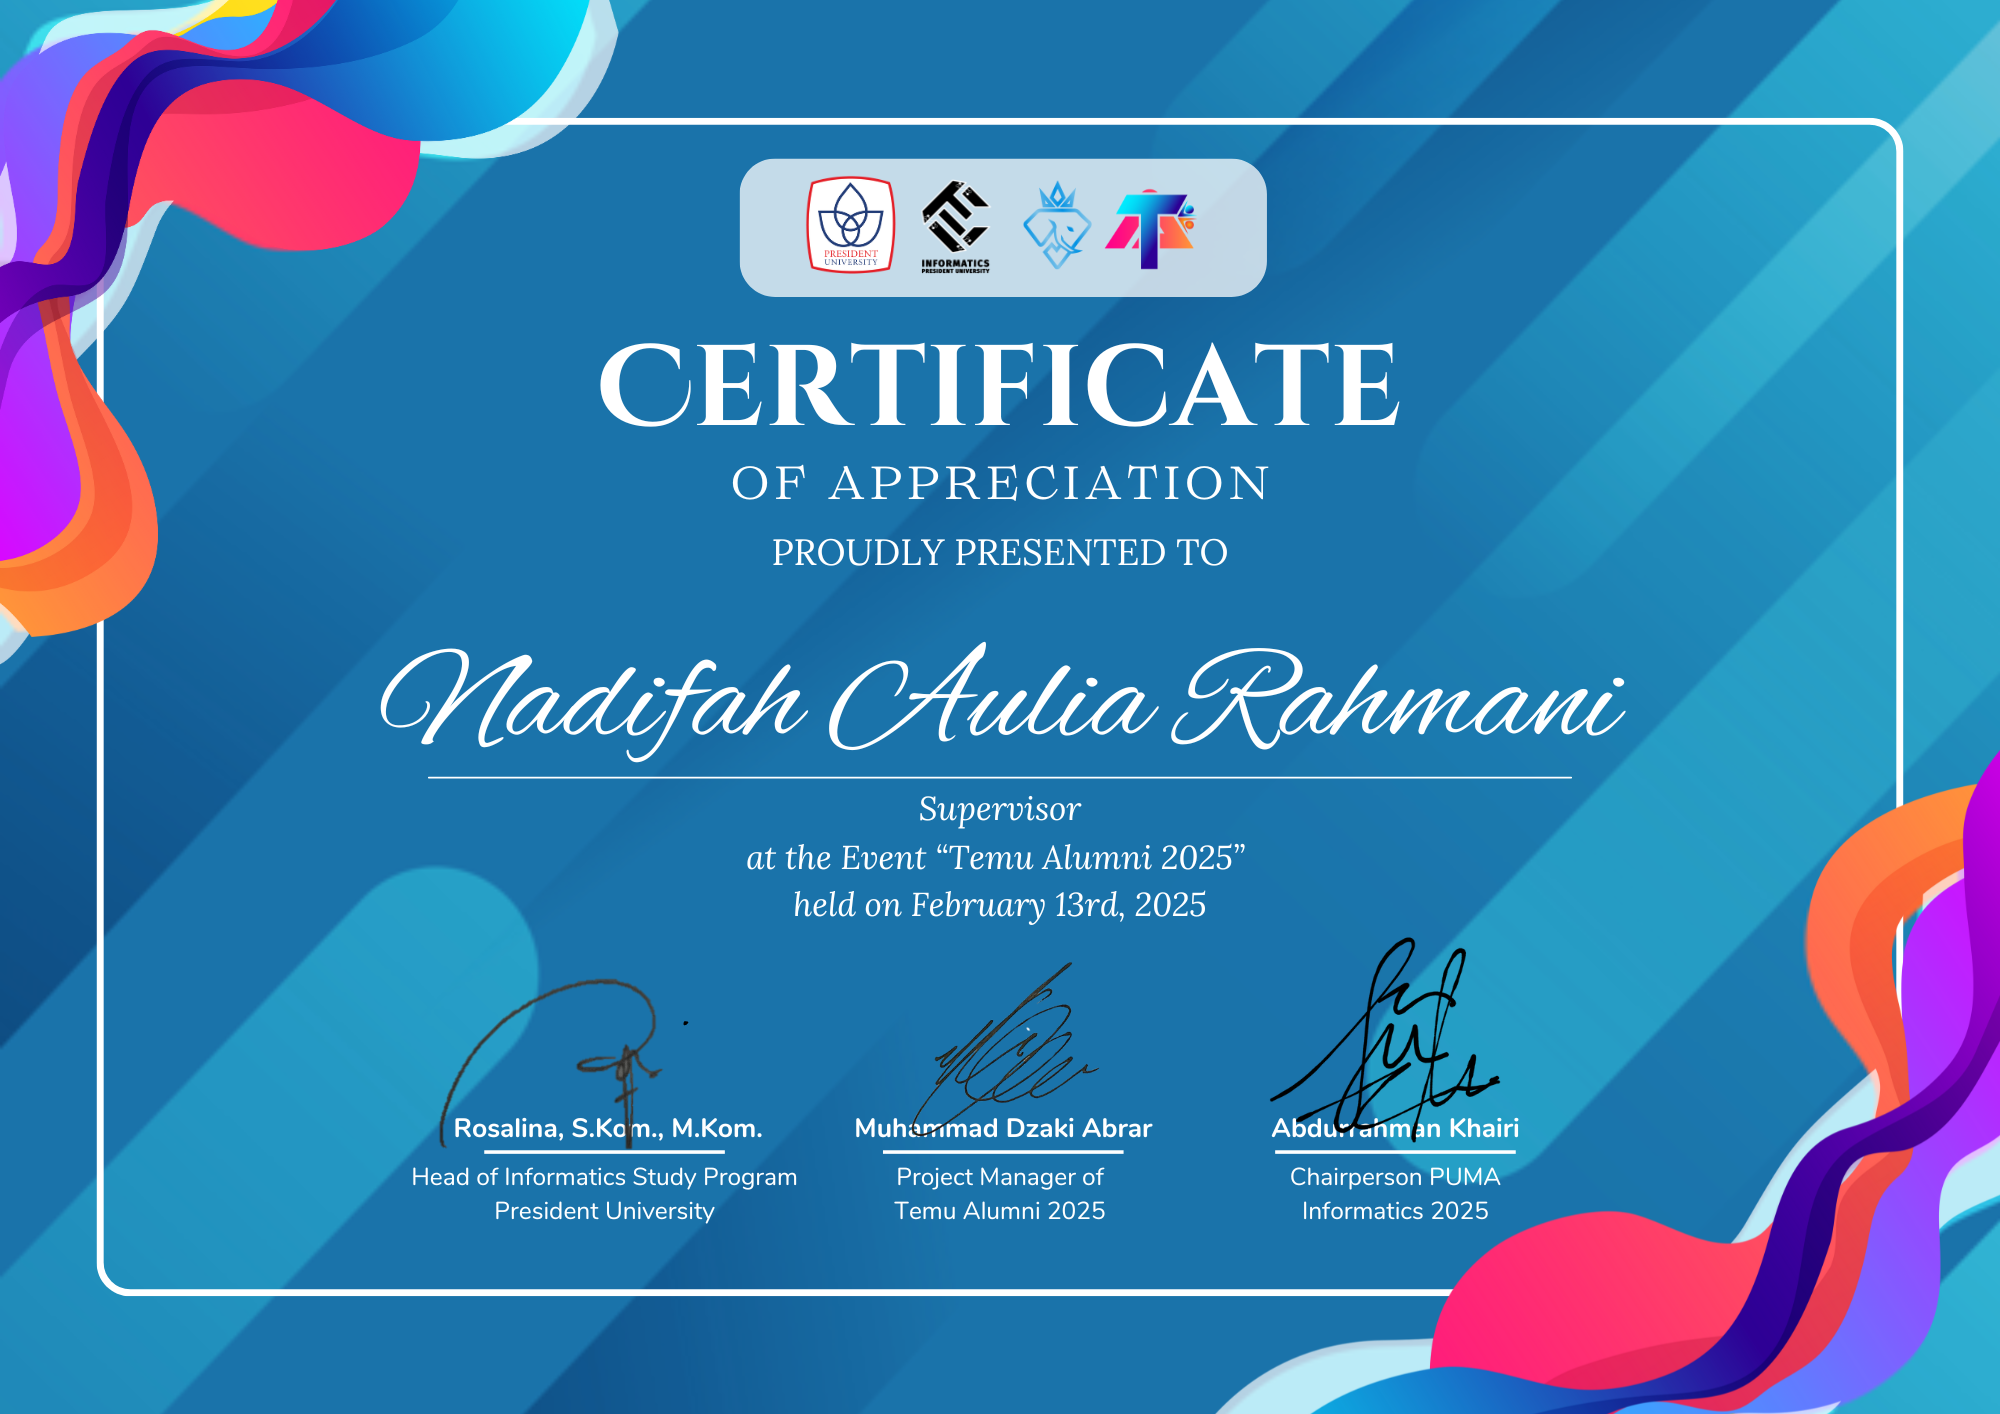 PRESIDENT
UNIVERSITY
INFORMATICS
PRESIDENT UNIVERSITY
CERTIFICATE
OF APPRECIATION
PROUDLY PRESENTED TO
Nadifah Aulia Rahmani
Supervisor
at the Event “Temu Alumni 2025”
held on February 13rd, 2025
Rosalina, S.Kom., M.Kom.
Head of Informatics Study Program
President University
Muhammad Dzaki Abrar
Project Manager of
Temu Alumni 2025
Abdurrahman Khairi
Chairperson PUMA
Informatics 2025